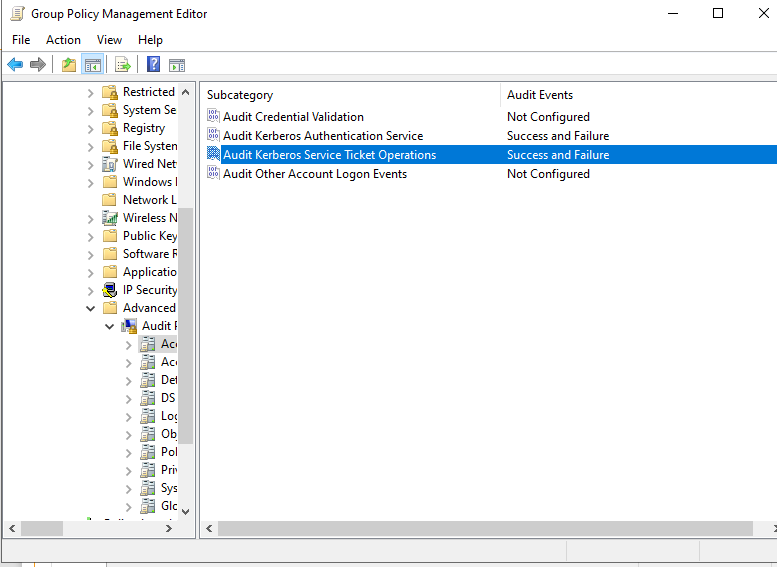 Group Policy Management Editor
File Action View Help
Restricted
System Se
Registry
File System
Wired Net
Windows
Network L
Wireless N
Public Key
Software R
Applicatio
IP Security
Advanced
Audit P
Acc
Acc
Det
DS
Log
Ob
Pol
Priv
Sys
Glo
Subcategory Audit Events
Audit Credential Validation Not Configured
Audit Kerberos Authentication Service Success and Failure
Audit Kerberos Service Ticket Operations Success and Failure
Audit Other Account Logon Events Not Configured